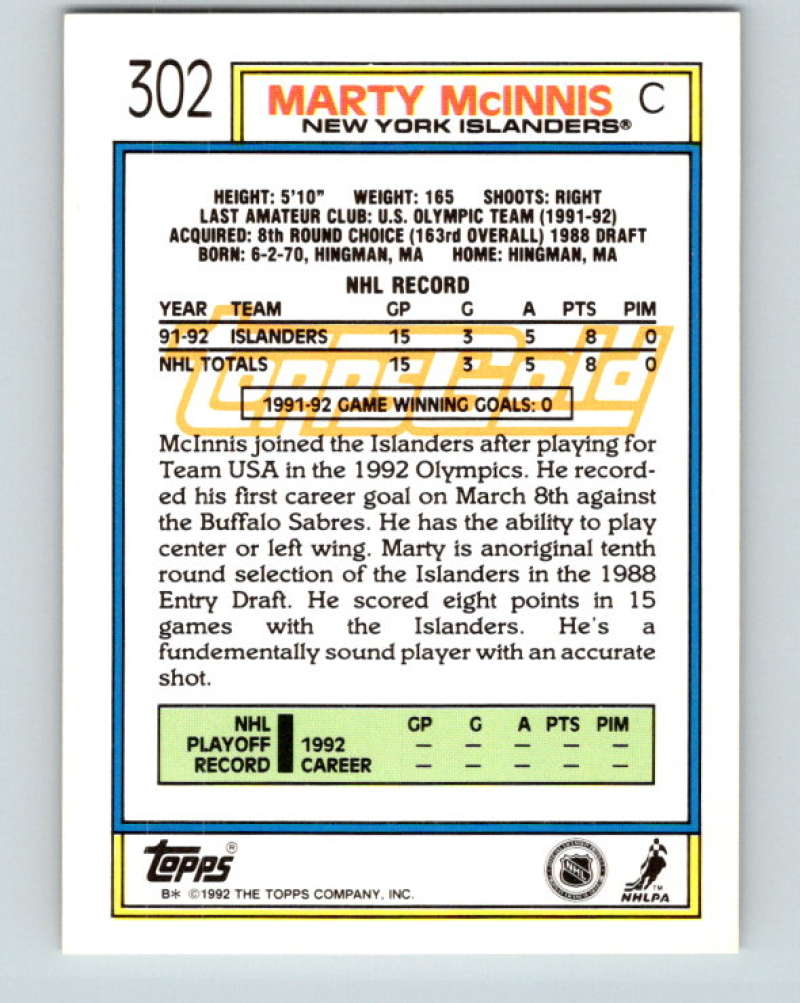 302
MARTY McINNIS C
NEW YORK ISLANDERS®
HEIGHT: 5'10" WEIGHT: 165 SHOOTS: RIGHT
LAST AMATEUR CLUB: U.S. OLYMPIC TEAM (1991-92)
ACQUIRED: 8th ROUND CHOICE (163rd OVERALL) 1988 DRAFT
BORN: 6-2-70, HINGMAN, MA HOME: HINGMAN, MA
NHL RECORD
YEAR TEAM GP G A PTS PIM
91-92 ISLANDERS 15 3 5 8 0
NHL TOTALS 15 3 5 8 0
ToppsGold
1991-92 GAME WINNING GOALS: 0
McInnis joined the Islanders after playing for
Team USA in the 1992 Olympics. He record-
ed his first career goal on March 8th against
the Buffalo Sabres. He has the ability to play
center or left wing. Marty is anoriginal tenth
round selection of the Islanders in the 1988
Entry Draft. He scored eight points in 15
games with the Islanders. He's a
fundementally sound player with an accurate
shot.
NHL GP G A PTS PIM
PLAYOFF 1992 – – – – –
RECORD CAREER – – – – –
TOPPS®
B* ©1992 THE TOPPS COMPANY, INC.
NHL
TM
NHLPA